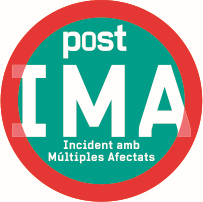 post
IMA
Incident amb
Múltiples Afectats